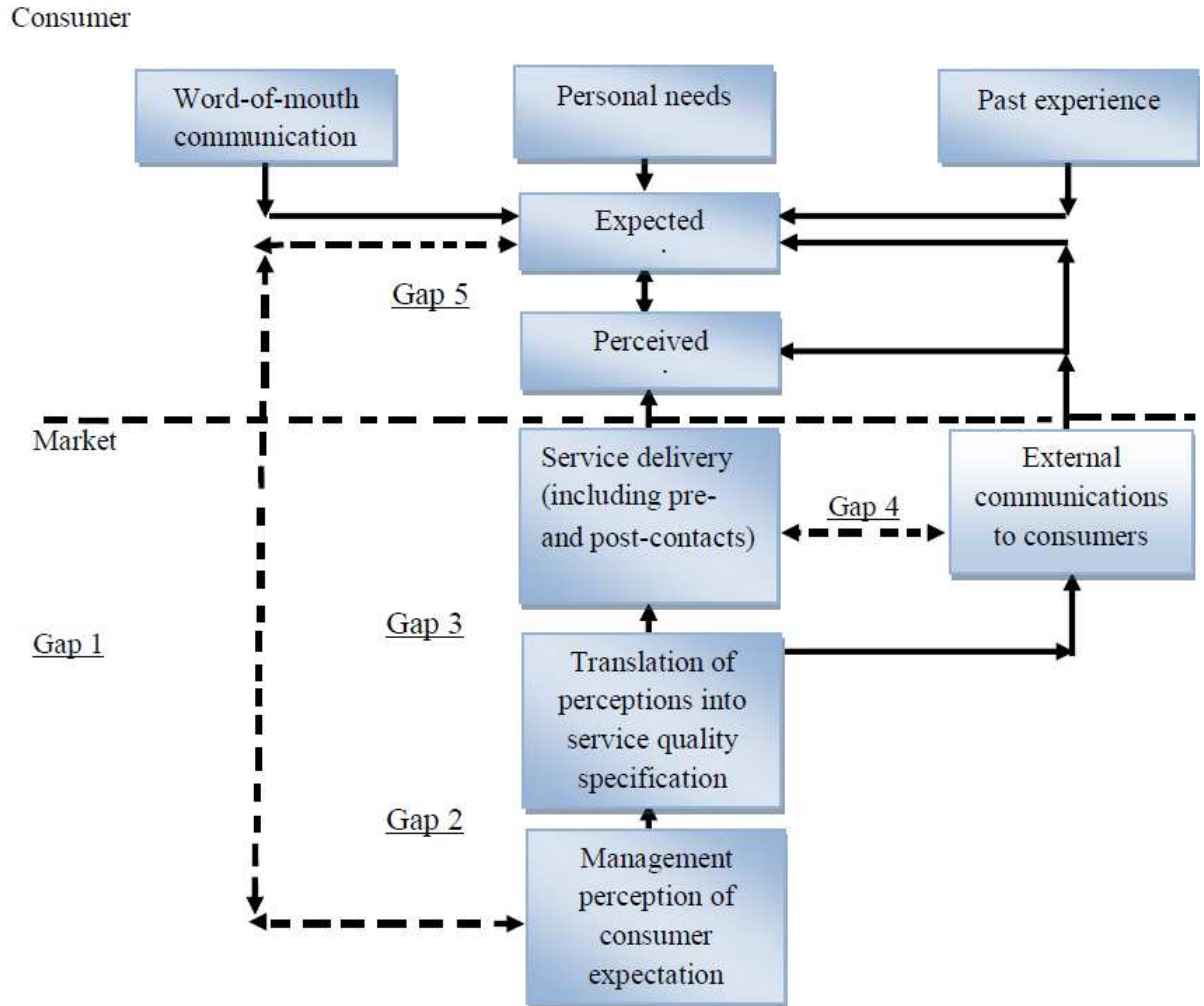 Consumer
Word-of-mouth
communication
Personal needs
Past experience
Expected
.
Gap 5
Perceived
.
Market
Service delivery
(including pre-
and post-contacts)
Gap 4
External
communications
to consumers
Gap 3
Gap 1
Translation of
perceptions into
service quality
specification
Gap 2
Management
perception of
consumer
expectation